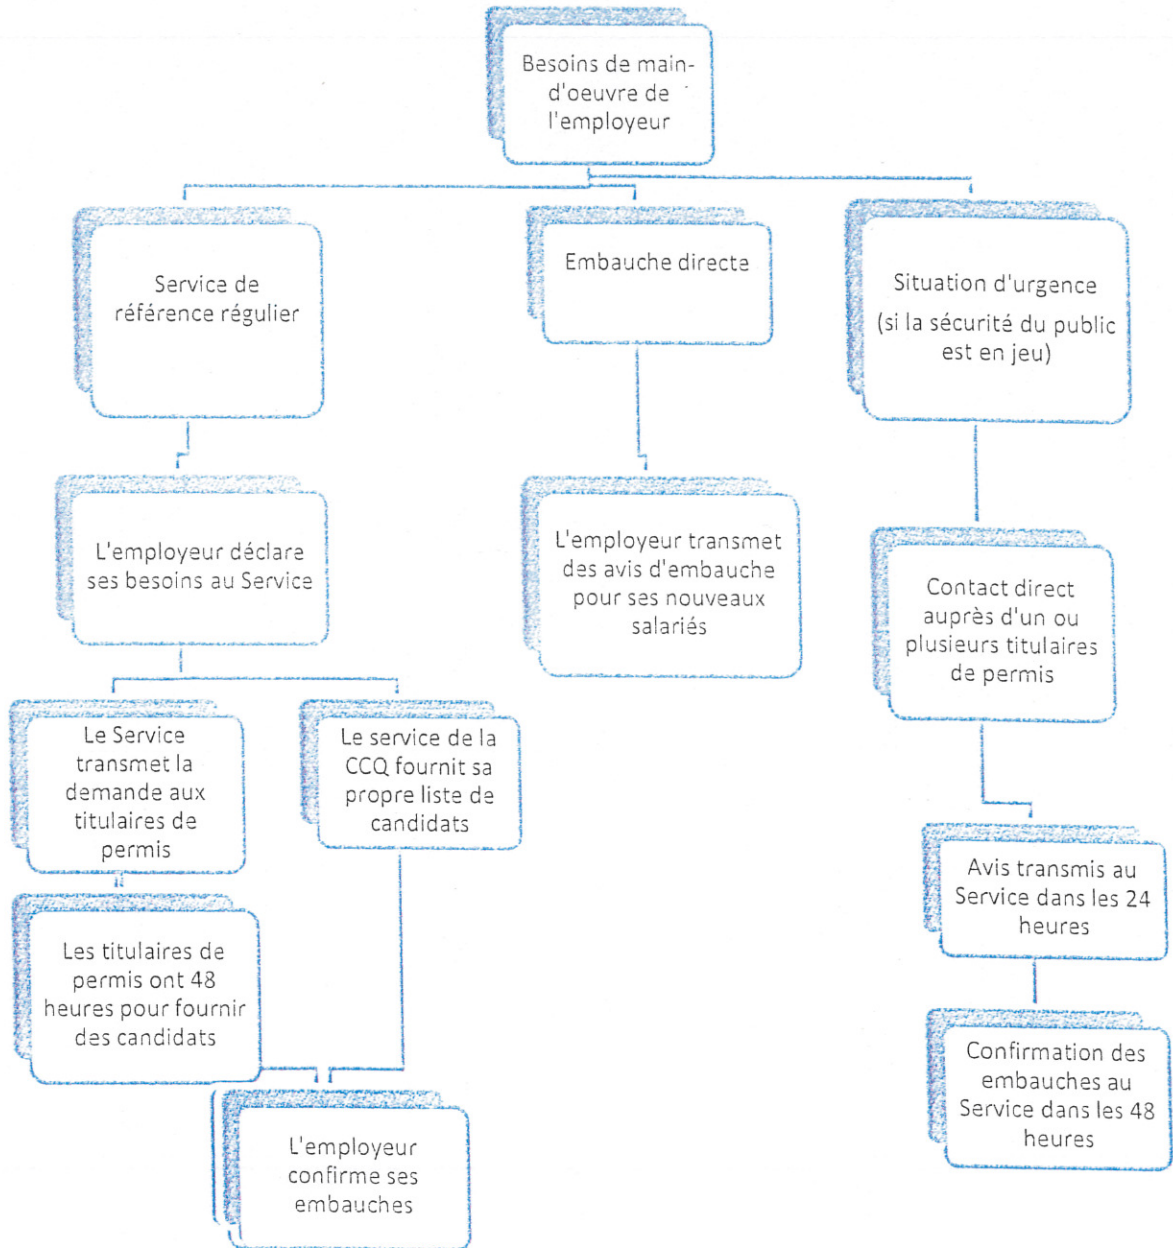 Besoins de main-
d'oeuvre de
l'employeur
Service de
référence régulier
Embauche directe
Situation d'urgence
(si la sécurité du public
est en jeu)
L'employeur déclare
ses besoins au Service
L'employeur transmet
des avis d'embauche
pour ses nouveaux
salariés
Contact direct
auprès d'un ou
plusieurs titulaires
de permis
Le Service
transmet la
demande aux
titulaires de
permis
Le service de la
CCQ fournit sa
propre liste de
candidats
Avis transmis au
Service dans les 24
heures
Les titulaires de
permis ont 48
heures pour fournir
des candidats
Confirmation des
embauches au
Service dans les 48
heures
L'employeur
confirme ses
embauches